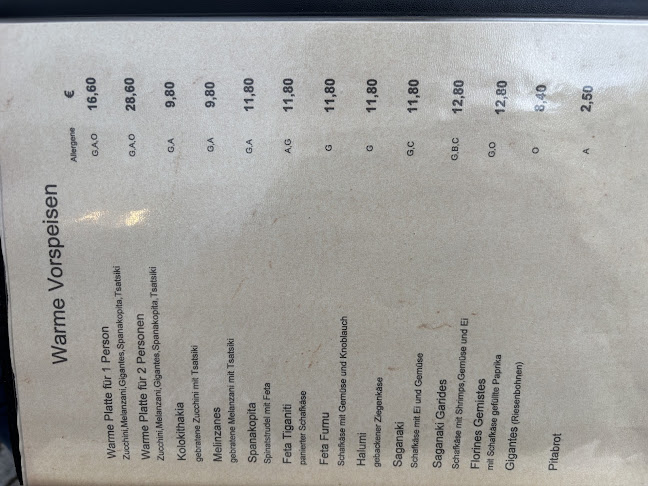 Warme Vorspeisen
Allergene €
Warme Platte für 1 Person G,A,O 16,60
Zucchini,Melanzani,Gigantes,Spanakopita,Tsatsiki
Warme Platte für 2 Personen G,A,O 28,60
Zucchini,Melanzani,Gigantes,Spanakopita,Tsatsiki
Kolokithakia G,A 9,80
gebratene Zucchini mit Tsatsiki
Melinzanes G,A 9,80
gebratene Melanzani mit Tsatsiki
Spanakopita G,A 11,80
Spinatstrudel mit Feta
Feta Tiganiti A,G 11,80
panierter Schafkäse
Feta Furnu G 11,80
Schafkäse mit Gemüse und Knoblauch
Halumi G 11,80
gebackener Ziegenkäse
Saganaki G,C 11,80
Schafkäse mit Ei und Gemüse
Saganaki Garides G,B,C 12,80
Schafkäse mit Shrimps,Gemüse und Ei
Florines Gemistes G,O 12,80
mit Schafkäse gefüllte Paprika
Gigantes (Riesenbohnen) O 8,40
Pitabrot A 2,50